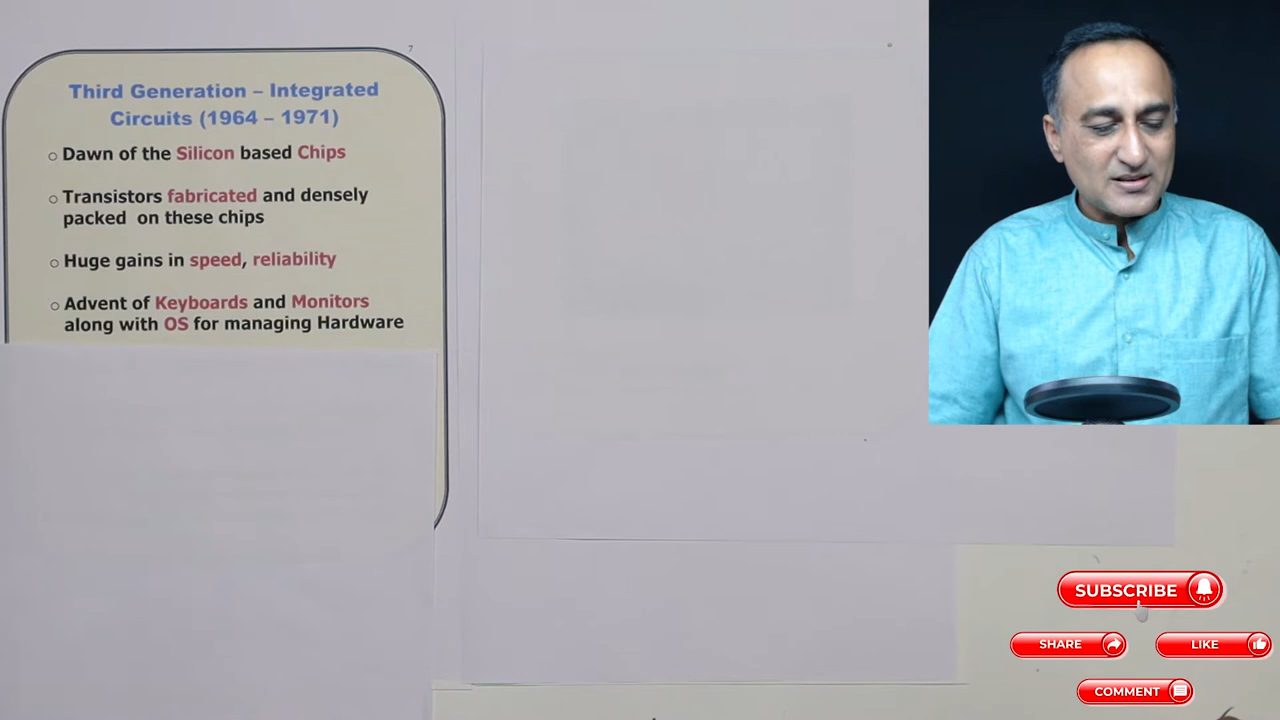 7
Third Generation – Integrated
Circuits (1964 – 1971)
Dawn of the Silicon based Chips
Transistors fabricated and densely
packed on these chips
Huge gains in speed, reliability
Advent of Keyboards and Monitors
along with OS for managing Hardware
SUBSCRIBE
SHARE
LIKE
COMMENT